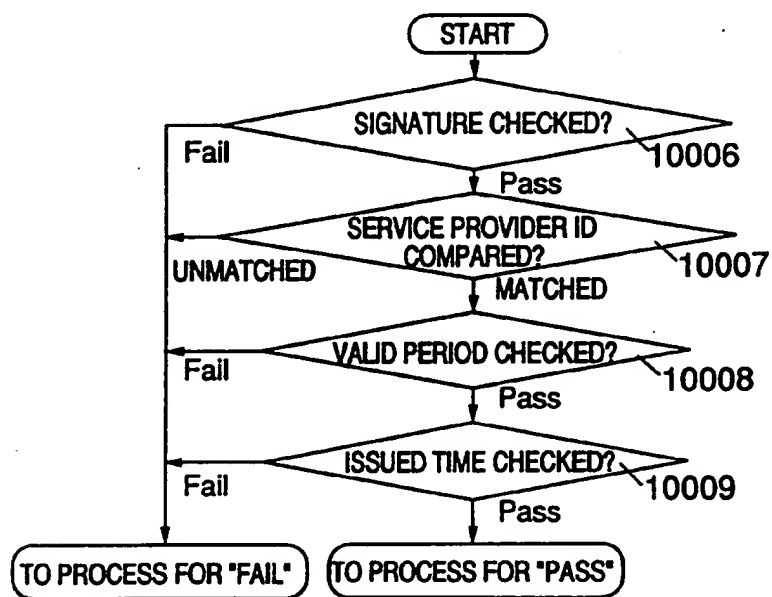 START
SIGNATURE CHECKED?
10006
Fail
Pass
SERVICE PROVIDER ID
COMPARED?
10007
UNMATCHED
MATCHED
VALID PERIOD CHECKED?
10008
Fail
Pass
ISSUED TIME CHECKED?
10009
Fail
Pass
TO PROCESS FOR "FAIL"
TO PROCESS FOR "PASS"